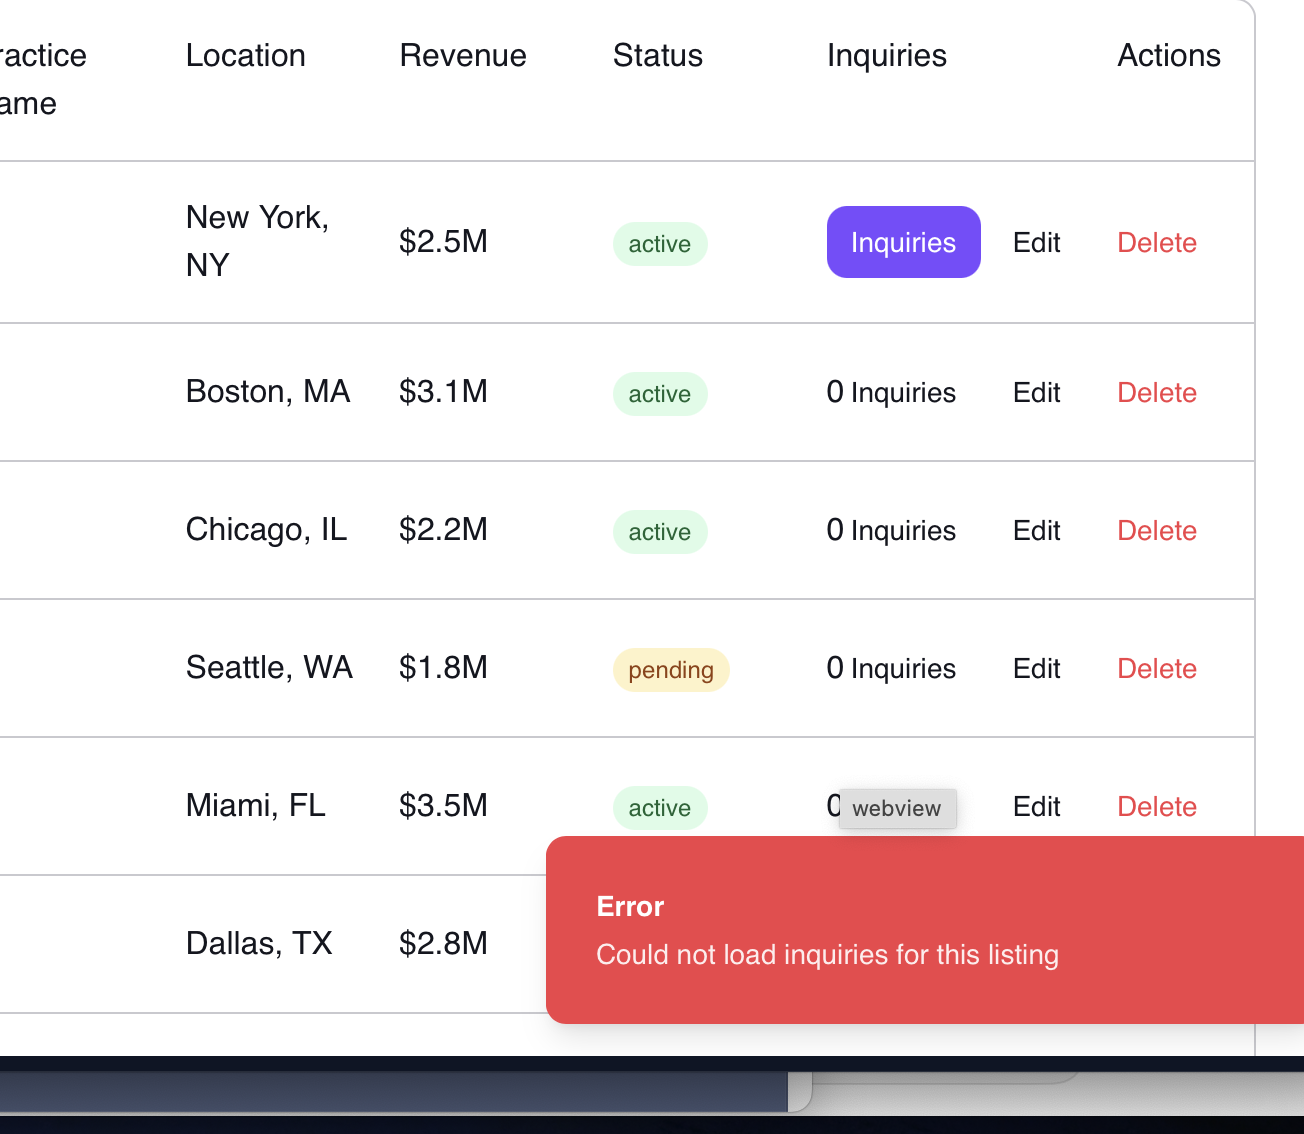 ractice Location Revenue Status Inquiries Actions
ame
New York,
NY
$2.5M active Inquiries Edit Delete
Boston, MA $3.1M active 0 Inquiries Edit Delete
Chicago, IL $2.2M active 0 Inquiries Edit Delete
Seattle, WA $1.8M pending 0 Inquiries Edit Delete
Miami, FL $3.5M active 0 webview Edit Delete
Dallas, TX $2.8M
Error
Could not load inquiries for this listing